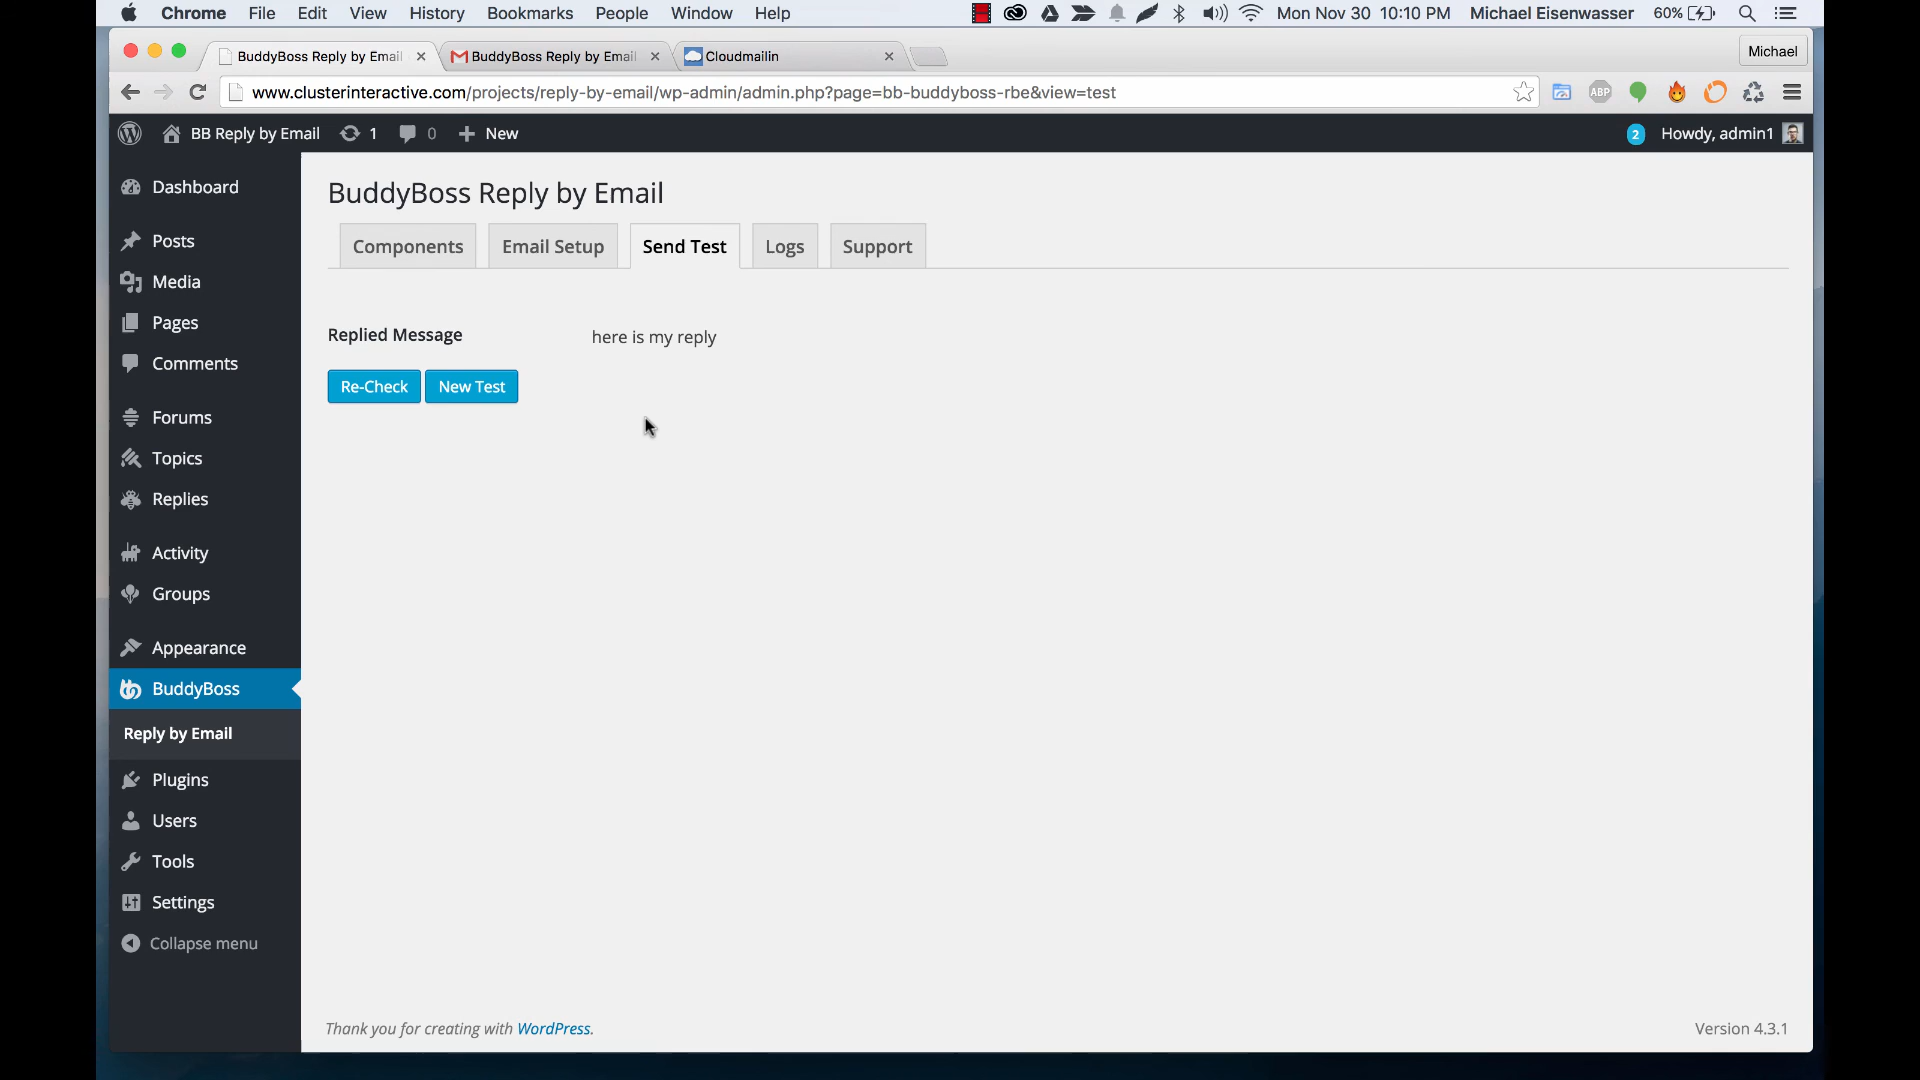 Chrome File Edit View History Bookmarks People Window Help Mon Nov 30 10:10 PM Michael Eisenwasser 60%
BuddyBoss Reply by Email BuddyBoss Reply by Email Cloudmailin Michael
www.clusterinteractive.com/projects/reply-by-email/wp-admin/admin.php?page=bb-buddyboss-rbe&view=test ABP
BB Reply by Email 1 0 New 2 Howdy, admin1
Dashboard
Posts
Media
Pages
Comments
Forums
Topics
Replies
Activity
Groups
Appearance
BuddyBoss
Reply by Email
Plugins
Users
Tools
Settings
Collapse menu
BuddyBoss Reply by Email
Components Email Setup Send Test Logs Support
Replied Message here is my reply
Re-Check New Test
Thank you for creating with WordPress. Version 4.3.1